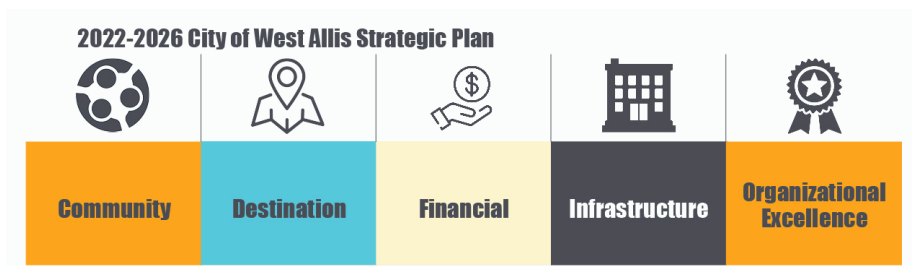 2022-2026 City of West Allis Strategic Plan
$
Community
Destination
Financial
Infrastructure
Organizational
Excellence